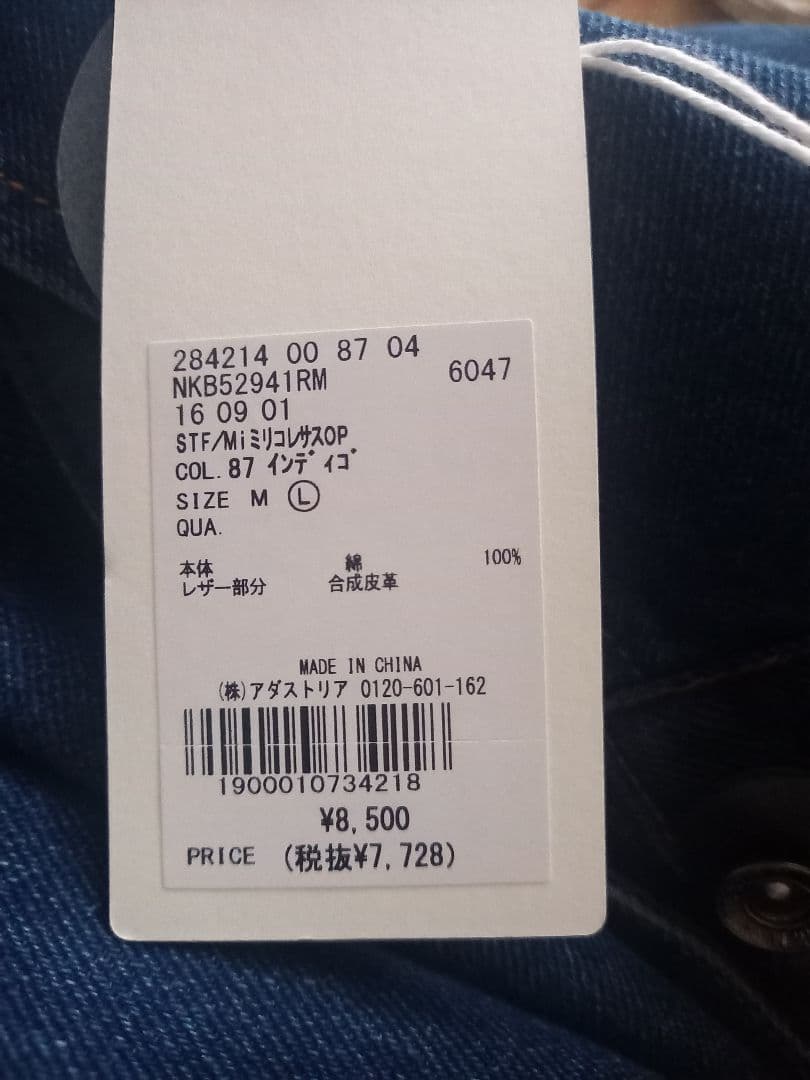 284214 00 87 04
NKB52941RM 6047
16 09 01
STF/MiミリコレサスOP
COL.87 インディゴ
SIZE M Ⓛ
QUA.
本体 綿 100%
レザー部分 合成皮革
MADE IN CHINA
(株)アダストリア 0120-601-162
1900010734218
¥8,500
PRICE (税抜¥7,728)